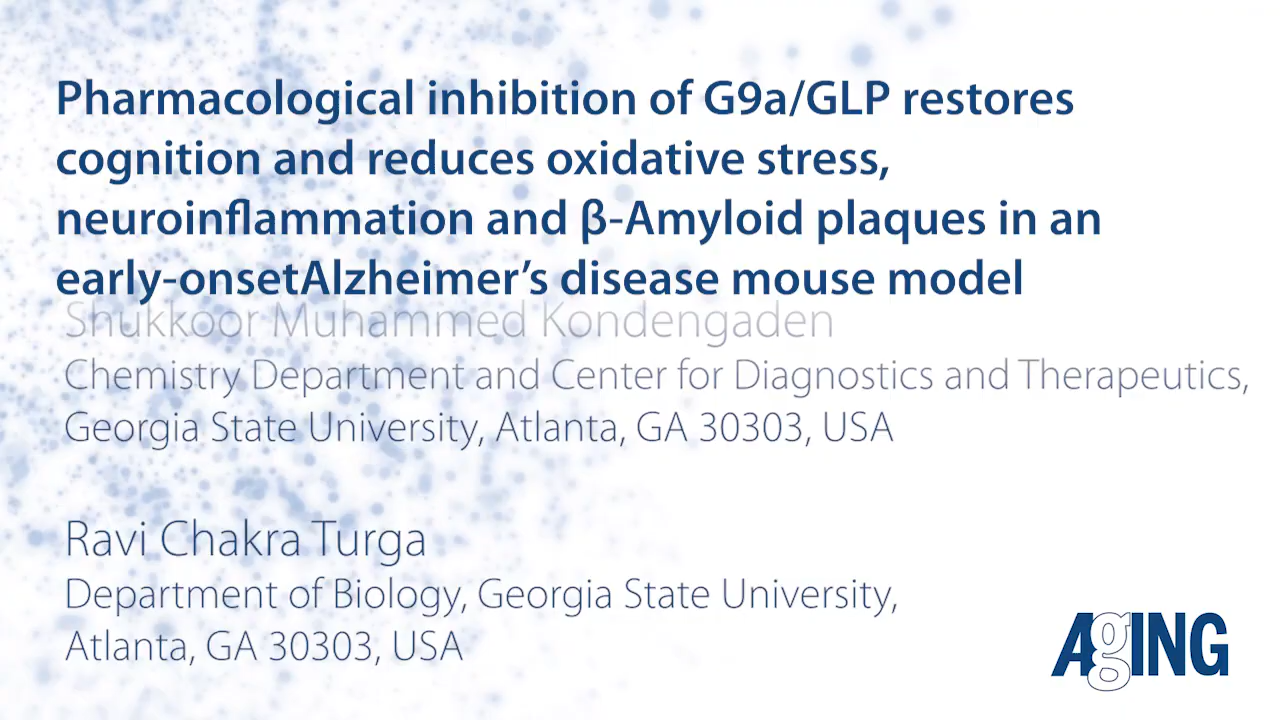 Pharmacological inhibition of G9a/GLP restores
cognition and reduces oxidative stress,
neuroinflammation and β-Amyloid plaques in an
early-onsetAlzheimer’s disease mouse model
Shukkoor Muhammed Kondengaden
Chemistry Department and Center for Diagnostics and Therapeutics,
Georgia State University, Atlanta, GA 30303, USA
Ravi Chakra Turga
Department of Biology, Georgia State University,
Atlanta, GA 30303, USA
AgING